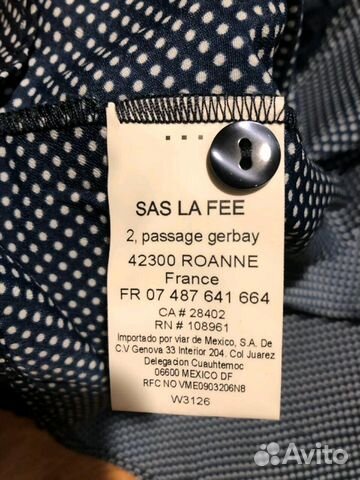 SAS LA FEE
2, passage gerbay
42300 ROANNE
France
FR 07 487 641 664
CA # 28402
RN # 108961
Importado por viar de Mexico, S.A. De
C.V Genova 33 Interior 204. Col Juarez
Delegacion Cuauhtemoc
06600 MEXICO DF
RFC NO VME0903206N8
W3126
Avito